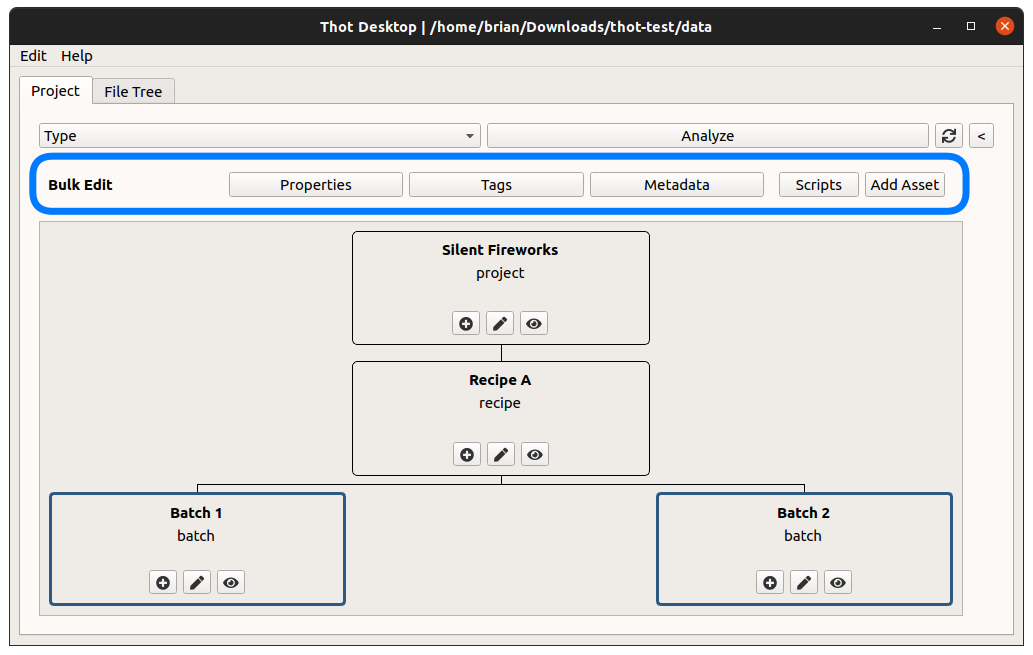 Thot Desktop | /home/brian/Downloads/thot-test/data
Edit Help
Project File Tree
Type Analyze <
Bulk Edit Properties Tags Metadata Scripts Add Asset
Silent Fireworks
project
Recipe A
recipe
Batch 1 Batch 2
batch batch